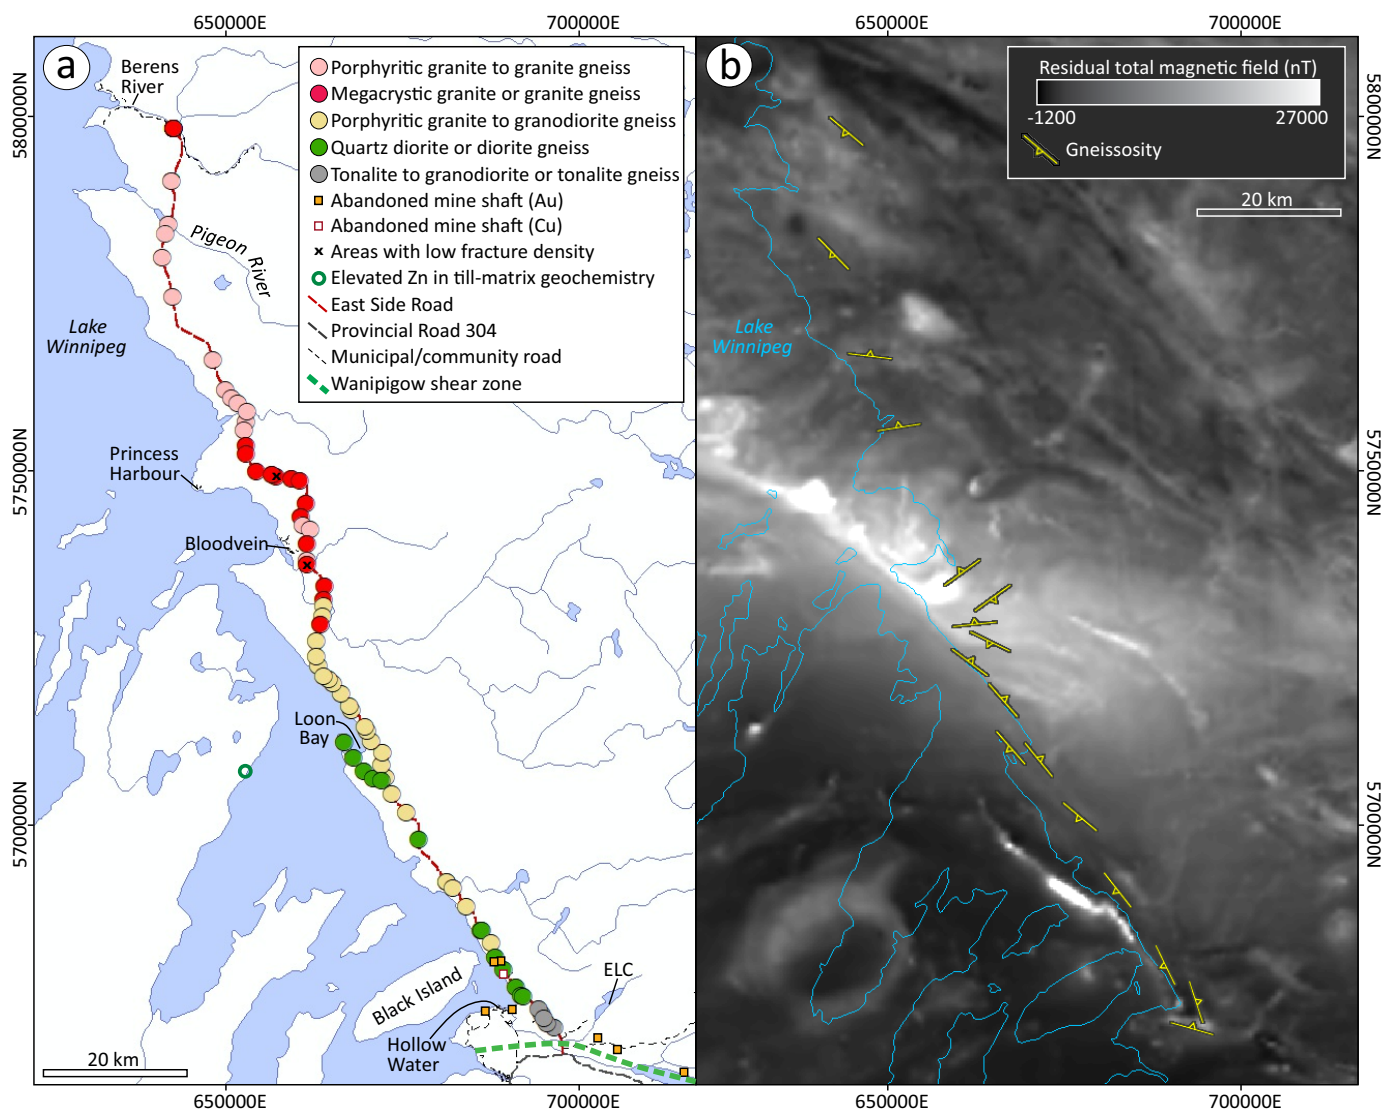 650000E
700000E
6500000E
700000E
5800000N
5750000N
5700000N
a
Berens
River
Pigeon River
Lake
Winnipeg
Princess
Harbour
Bloodvein
Loon
Bay
Black Island
ELC
Hollow
Water
20 km
Porphyritic granite to granite gneiss
Megacrystic granite or granite gneiss
Porphyritic granite to granodiorite gneiss
Quartz diorite or diorite gneiss
Tonalite to granodiorite or tonalite gneiss
Abandoned mine shaft (Au)
Abandoned mine shaft (Cu)
Areas with low fracture density
Elevated Zn in till-matrix geochemistry
East Side Road
Provincial Road 304
Municipal/community road
Wanipigow shear zone
b
Residual total magnetic field (nT)
-1200
27000
Gneissosity
20 km
Lake
Winnipeg
5800000N
5750000N
5700000N
650000E
700000E
6500000E
700000E